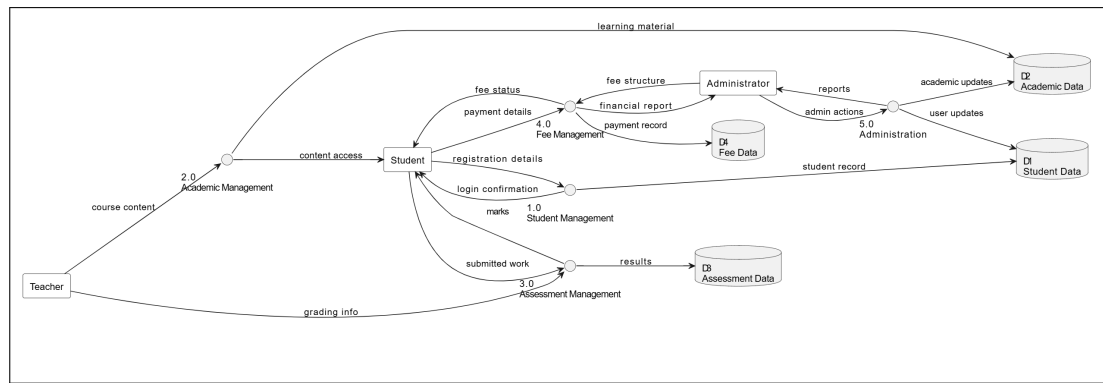 learning material
fee structure
Administrator
reports
academic updates
D2
Academic Data
fee status
financial report
admin actions
user updates
payment details
4.0
Fee Management
payment record
5.0
Administration
D4
Fee Data
content access
Student
registration details
student record
D1
Student Data
2.0
Academic Management
login confirmation
course content
marks
1.0
Student Management
submitted work
results
D3
Assessment Data
Teacher
3.0
Assessment Management
grading info